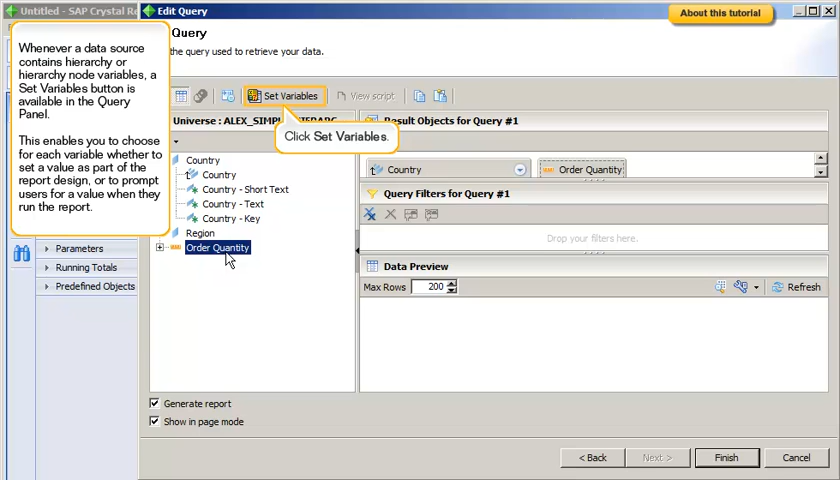 Untitled - SAP Crystal Re
Edit Query
About this tutorial
Query
the query used to retrieve your data.
Whenever a data source
contains hierarchy or
hierarchy node variables, a
Set Variables button is
available in the Query
Panel.
This enables you to choose
for each variable whether to
set a value as part of the
report design, or to prompt
users for a value when they
run the report.
Set Variables
View script
Universe : ALEX_SIMPL
Result Objects for Query #1
Click Set Variables.
Country
Country
Country - Short Text
Country - Text
Country - Key
Region
Order Quantity
Country
Order Quantity
Query Filters for Query #1
Drop your filters here.
Data Preview
Max Rows
200
Refresh
Parameters
Running Totals
Predefined Objects
Generate report
Show in page mode
< Back
Next >
Finish
Cancel